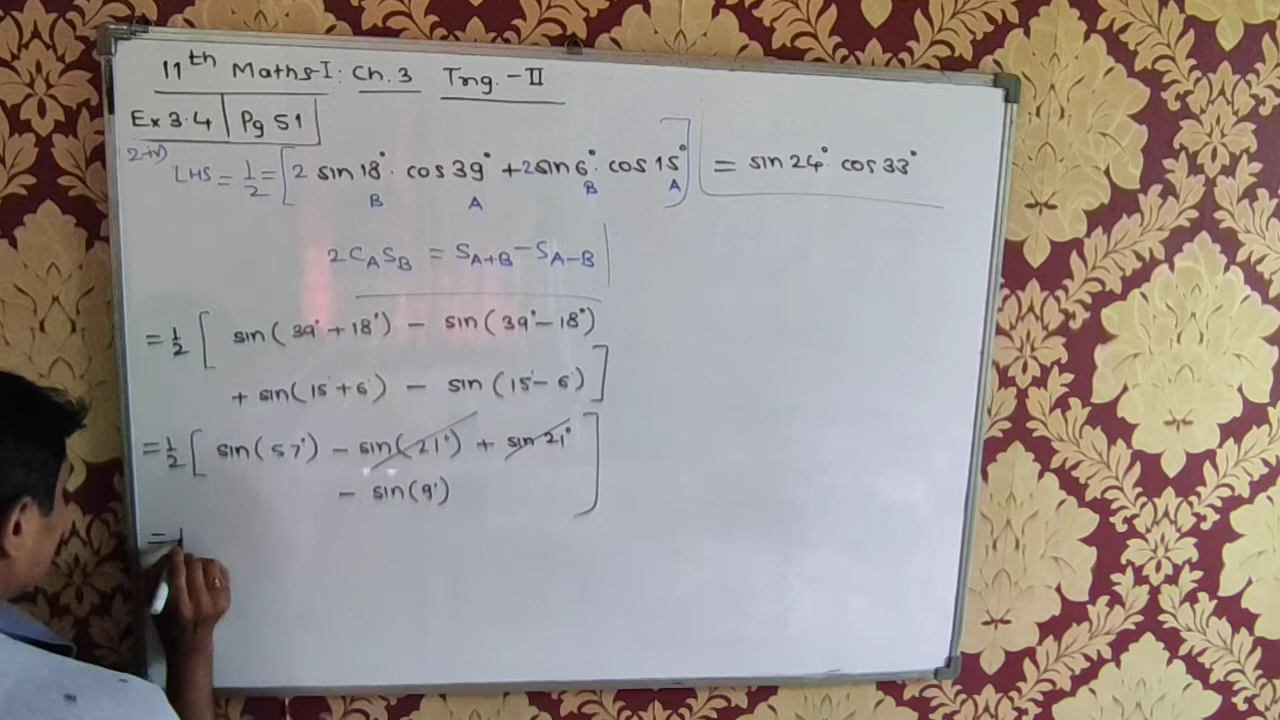 11th Maths-I: Ch.3 Trng.-II
Ex 3.4 | Pg 51
2-iv)
LHS = 1/2 = [2 sin 18° · cos 39° + 2 sin 6° · cos 15°] = sin 24° · cos 33°
B A B A
2 C_A S_B = S_A+B - S_A-B
= 1/2 [ sin(39° + 18°) - sin(39° - 18°)
+ sin(15° + 6°) - sin(15° - 6°) ]
= 1/2 [ sin(57°) - sin(21°) + sin 21°
- sin(9°) ]
=